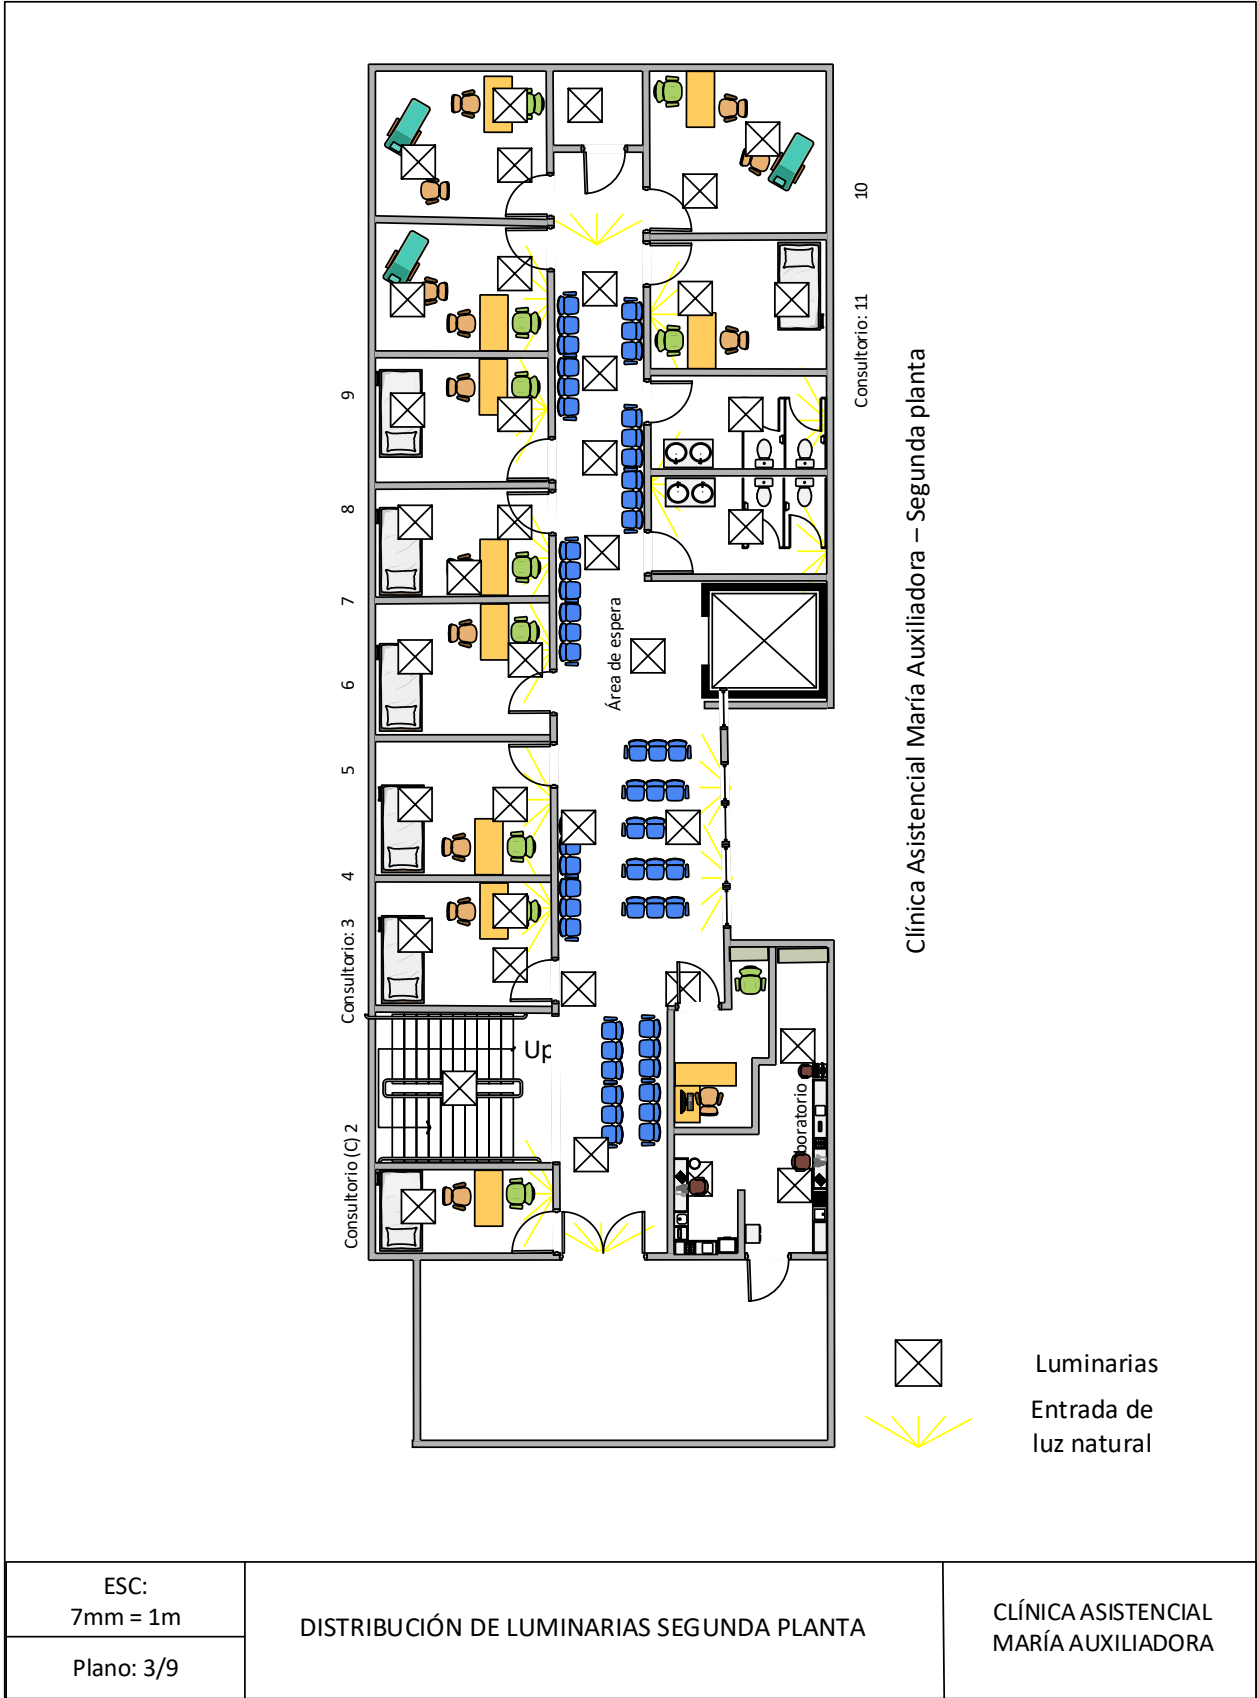 10
Consultorio: 11
9
8
7
6
5
4
Consultorio: 3
Consultorio (C) 2
Área de espera
Up
boratorio
Clínica Asistencial María Auxiliadora – Segunda planta
Luminarias
Entrada de
luz natural
ESC:
7mm = 1m
Plano: 3/9
DISTRIBUCIÓN DE LUMINARIAS SEGUNDA PLANTA
CLÍNICA ASISTENCIAL
MARÍA AUXILIADORA